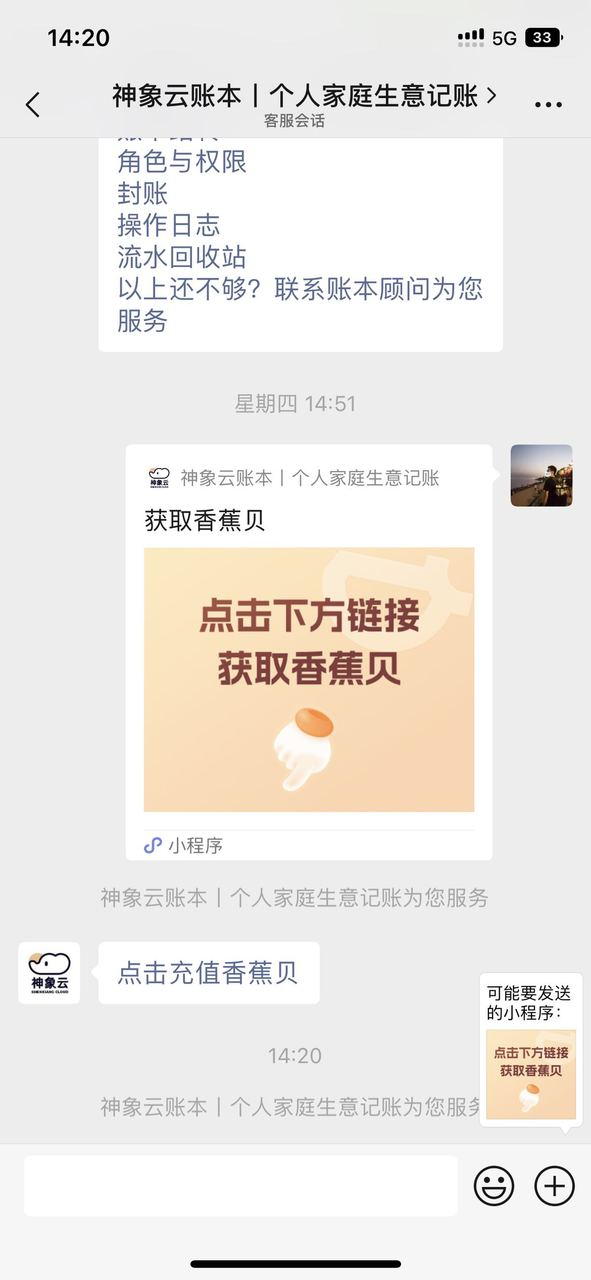 14:20
5G
33
神象云账本丨个人家庭生意记账
客服会话
角色与权限
封账
操作日志
流水回收站
以上还不够？联系账本顾问为您
服务
星期四 14:51
神象云账本丨个人家庭生意记账
获取香蕉贝
点击下方链接
获取香蕉贝
小程序
神象云账本丨个人家庭生意记账为您服务
神象云
SHENXIANG CLOUD
点击充值香蕉贝
可能要发送
的小程序：
点击下方链接
获取香蕉贝
14:20
神象云账本丨个人家庭生意记账为您服务